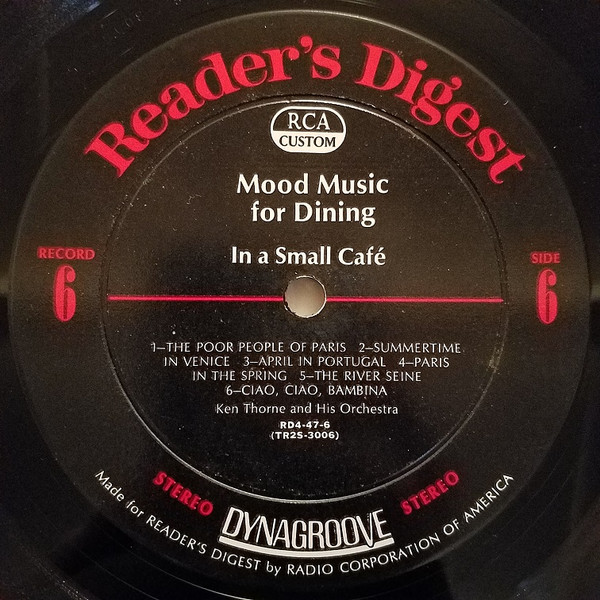 Reader's Digest
RCA
CUSTOM
Mood Music
for Dining
In a Small Café
RECORD
6
SIDE
6
1–THE POOR PEOPLE OF PARIS 2–SUMMERTIME
IN VENICE 3–APRIL IN PORTUGAL 4–PARIS
IN THE SPRING 5–THE RIVER SEINE
6–CIAO, CIAO, BAMBINA
Ken Thorne and His Orchestra
RD4-47-6
(TR2S-3006)
STEREO
DYNAGROOVE
STEREO
Made for READER'S DIGEST by RADIO CORPORATION OF AMERICA